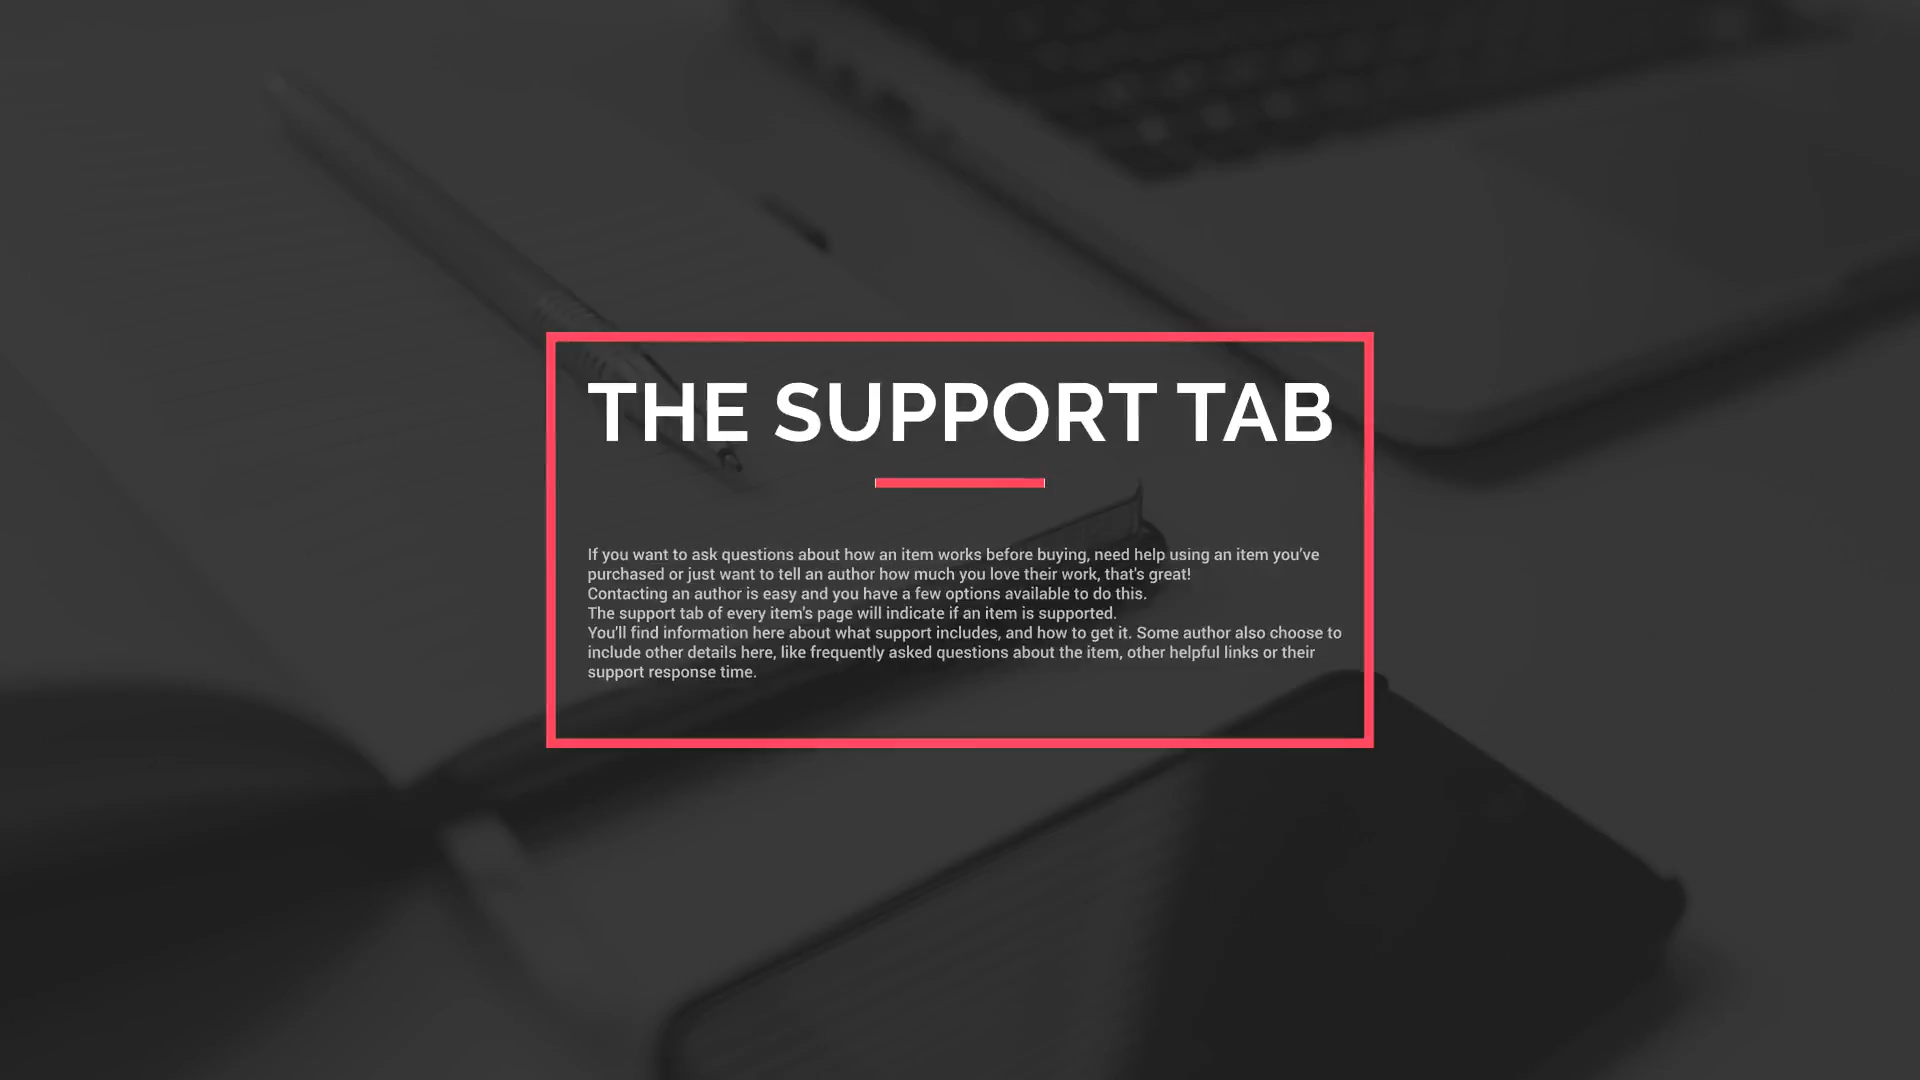 THE SUPPORT TAB
If you want to ask questions about how an item works before buying, need help using an item you've
purchased or just want to tell an author how much you love their work, that's great!
Contacting an author is easy and you have a few options available to do this.
The support tab of every item's page will indicate if an item is supported.
You'll find information here about what support includes, and how to get it. Some author also choose to
include other details here, like frequently asked questions about the item, other helpful links or their
support response time.